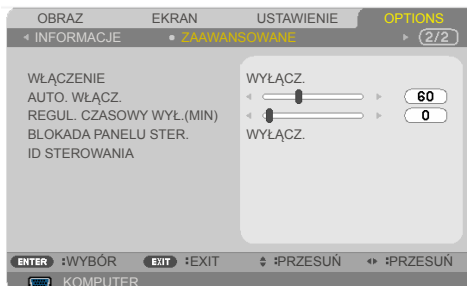 OBRAZ EKRAN USTAWIENIE OPTIONS
INFORMACJE ZAAWANSOWANE (2/2)
WŁĄCZENIE WYŁĄCZ.
AUTO. WŁĄCZ. 60
REGUL. CZASOWY WYŁ.(MIN) 0
BLOKADA PANELU STER. WYŁĄCZ.
ID STEROWANIA
ENTER :WYBÓR EXIT :EXIT :PRZESUŃ :PRZESUŃ
KOMPUTER